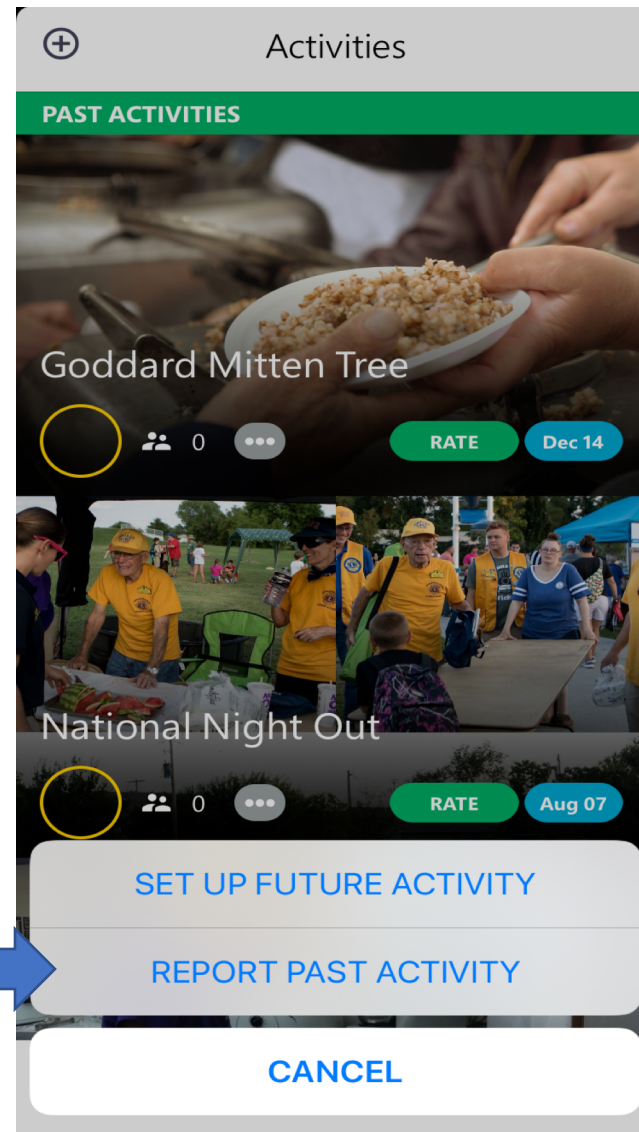 Activities
PAST ACTIVITIES
Goddard Mitten Tree
0
RATE
Dec 14
National Night Out
0
RATE
Aug 07
SET UP FUTURE ACTIVITY
REPORT PAST ACTIVITY
CANCEL